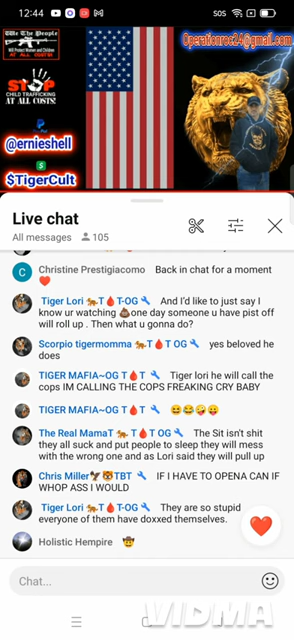 12:44
SOS
We The People
Will Protect Women and Children
AT ALL COSTS!
STOP
CHILD TRAFFICKING
AT ALL COSTS!
@ernieshell
$TigerCult
Operationroc24@gmail.com
Live chat
All messages 105
Christine Prestigiacomo Back in chat for a moment
❤️
Tiger Lori 🐅T🩸T-OG🔧 And I'd like to just say I
know ur watching 💩one day someone u have pist off
will roll up . Then what u gonna do?
Scorpio tigermomma 🐅T🩸T OG🔧 yes beloved he
does
TIGER MAFIA~OG T🩸T 🔧 Tiger lori he will call the
cops IM CALLING THE COPS FREAKING CRY BABY
TIGER MAFIA~OG T🩸T 🔧 😆😂🤪😛
The Real MamaT🐅 T🩸T OG🔧 The Sit isn't shit
they all suck and put people to sleep they will mess
with the wrong one and as Lori said they will pull up
Chris Miller🦅🐯TBT 🔧 IF I HAVE TO OPENA CAN IF
WHOP ASS I WOULD
Tiger Lori 🐅T🩸T-OG🔧 They are so stupid
everyone of them have doxxed themselves.
Holistic Hempire 🤠
Chat...
VIDMA